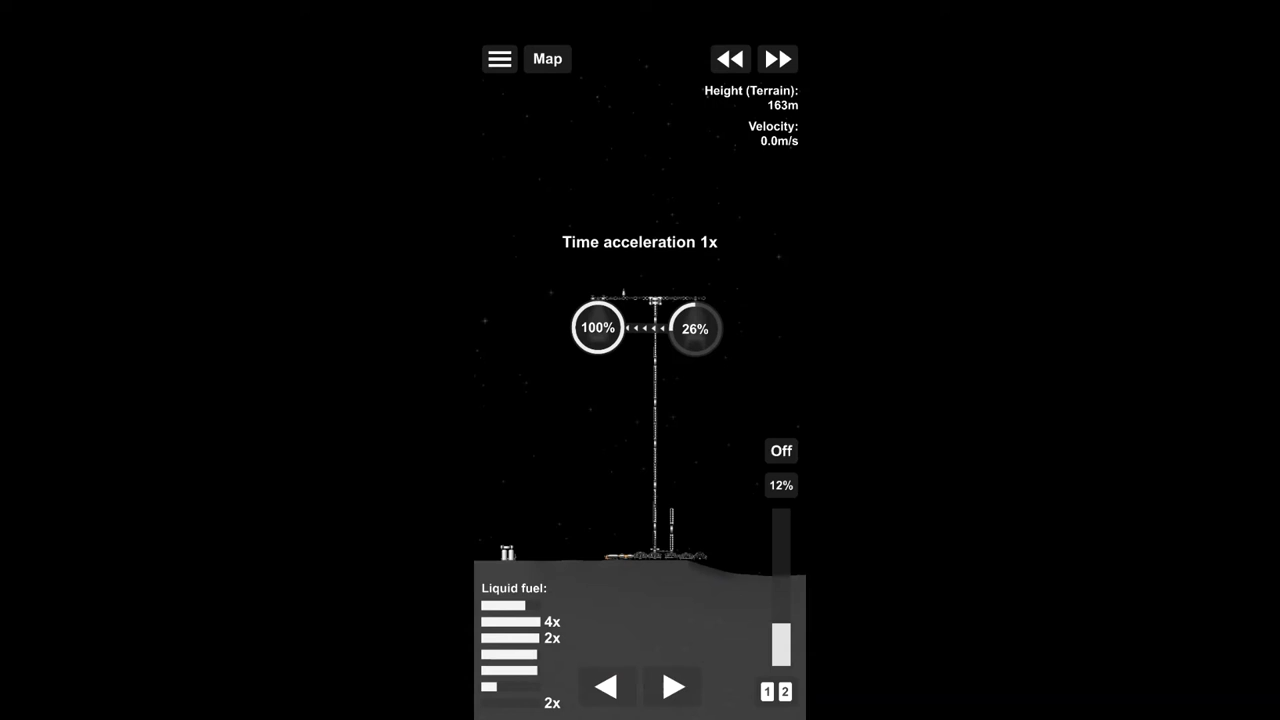 Map
Height (Terrain):
163m
Velocity:
0.0m/s
Time acceleration 1x
100%
26%
Off
12%
Liquid fuel:
4x
2x
2x
1 2